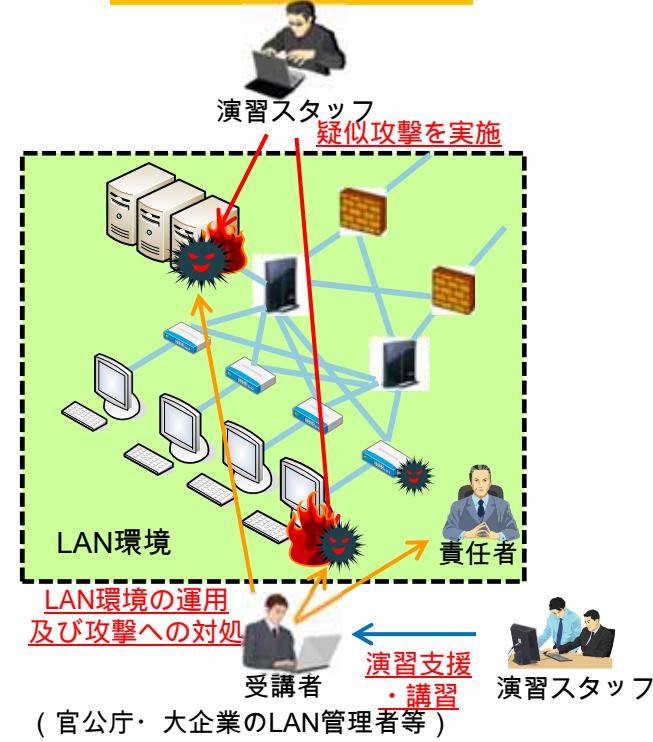 演習スタッフ
疑似攻撃を実施
LAN環境
責任者
LAN環境の運用
及び攻撃への対処
受講者
演習支援
・講習
演習スタッフ
(官公庁・大企業のLAN管理者等)